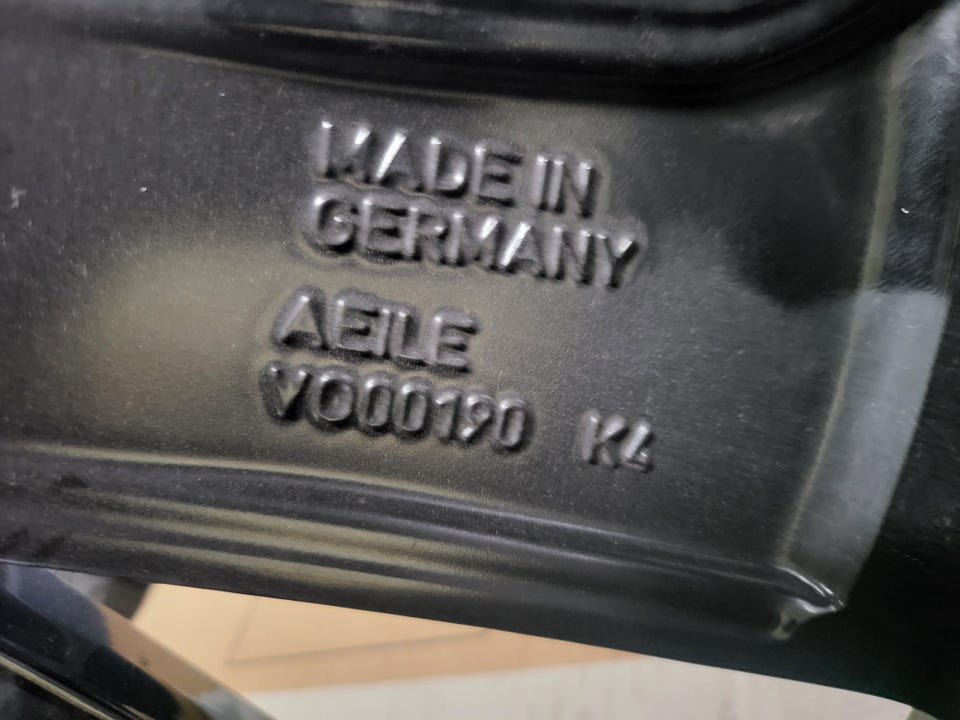 MADE IN
GERMANY
AEILE
VO00190 K4